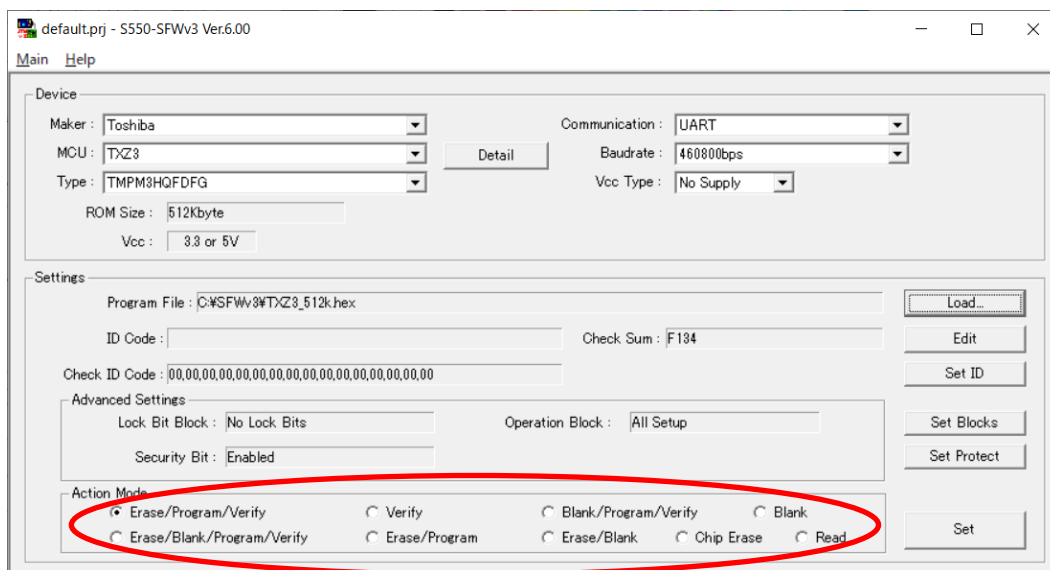 default.prj - S550-SFWv3 Ver.6.00
Main Help
Device
Maker : Toshiba
Communication : UART
MCU : TXZ3
Detail
Baudrate : 460800bps
Type : TMPM3HQFDFG
Vcc Type : No Supply
ROM Size : 512Kbyte
Vcc : 3.3 or 5V
Settings
Program File : C:¥SFWv3¥TXZ3_512k.hex
Load...
ID Code :
Check Sum : F134
Edit
Check ID Code : 00,00,00,00,00,00,00,00,00,00,00,00,00,00,00,00
Set ID
Advanced Settings
Lock Bit Block : No Lock Bits
Operation Block : All Setup
Set Blocks
Security Bit : Enabled
Set Protect
Action Mode
Erase/Program/Verify
Verify
Blank/Program/Verify
Blank
Erase/Blank/Program/Verify
Erase/Program
Erase/Blank
Chip Erase
Read
Set